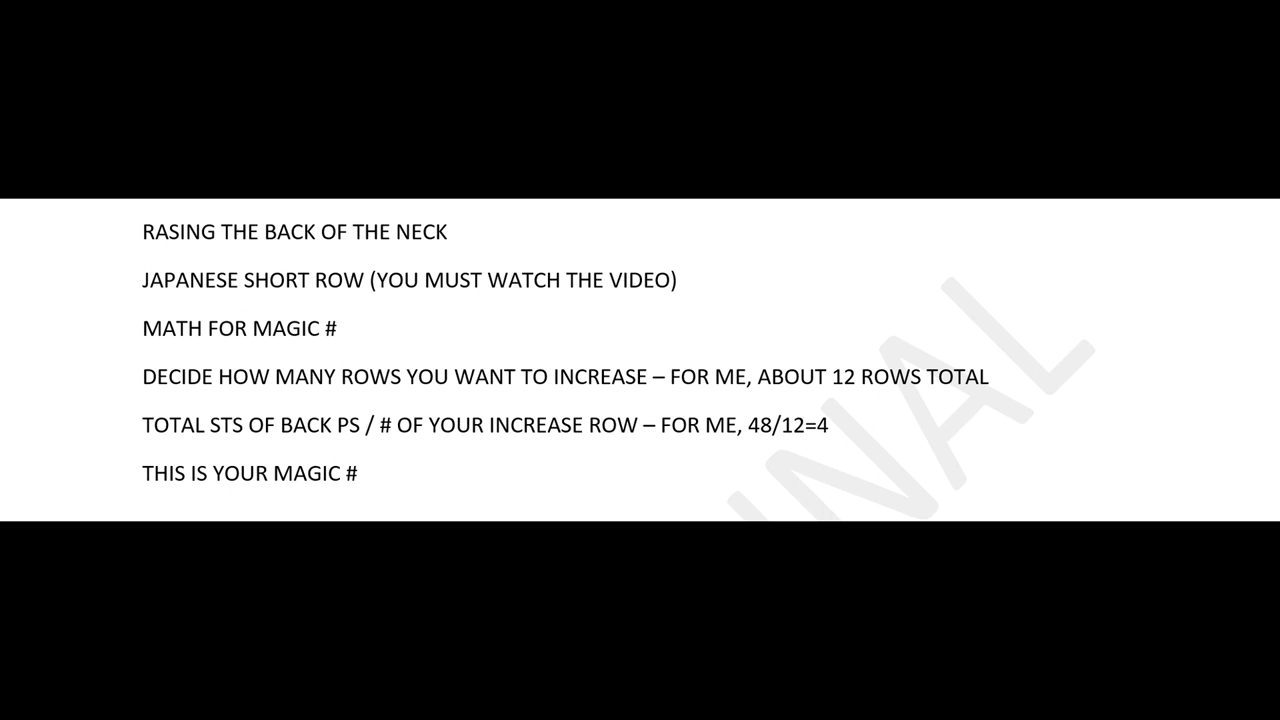 RASING THE BACK OF THE NECK
JAPANESE SHORT ROW (YOU MUST WATCH THE VIDEO)
MATH FOR MAGIC #
DECIDE HOW MANY ROWS YOU WANT TO INCREASE – FOR ME, ABOUT 12 ROWS TOTAL
TOTAL STS OF BACK PS / # OF YOUR INCREASE ROW – FOR ME, 48/12=4
THIS IS YOUR MAGIC #